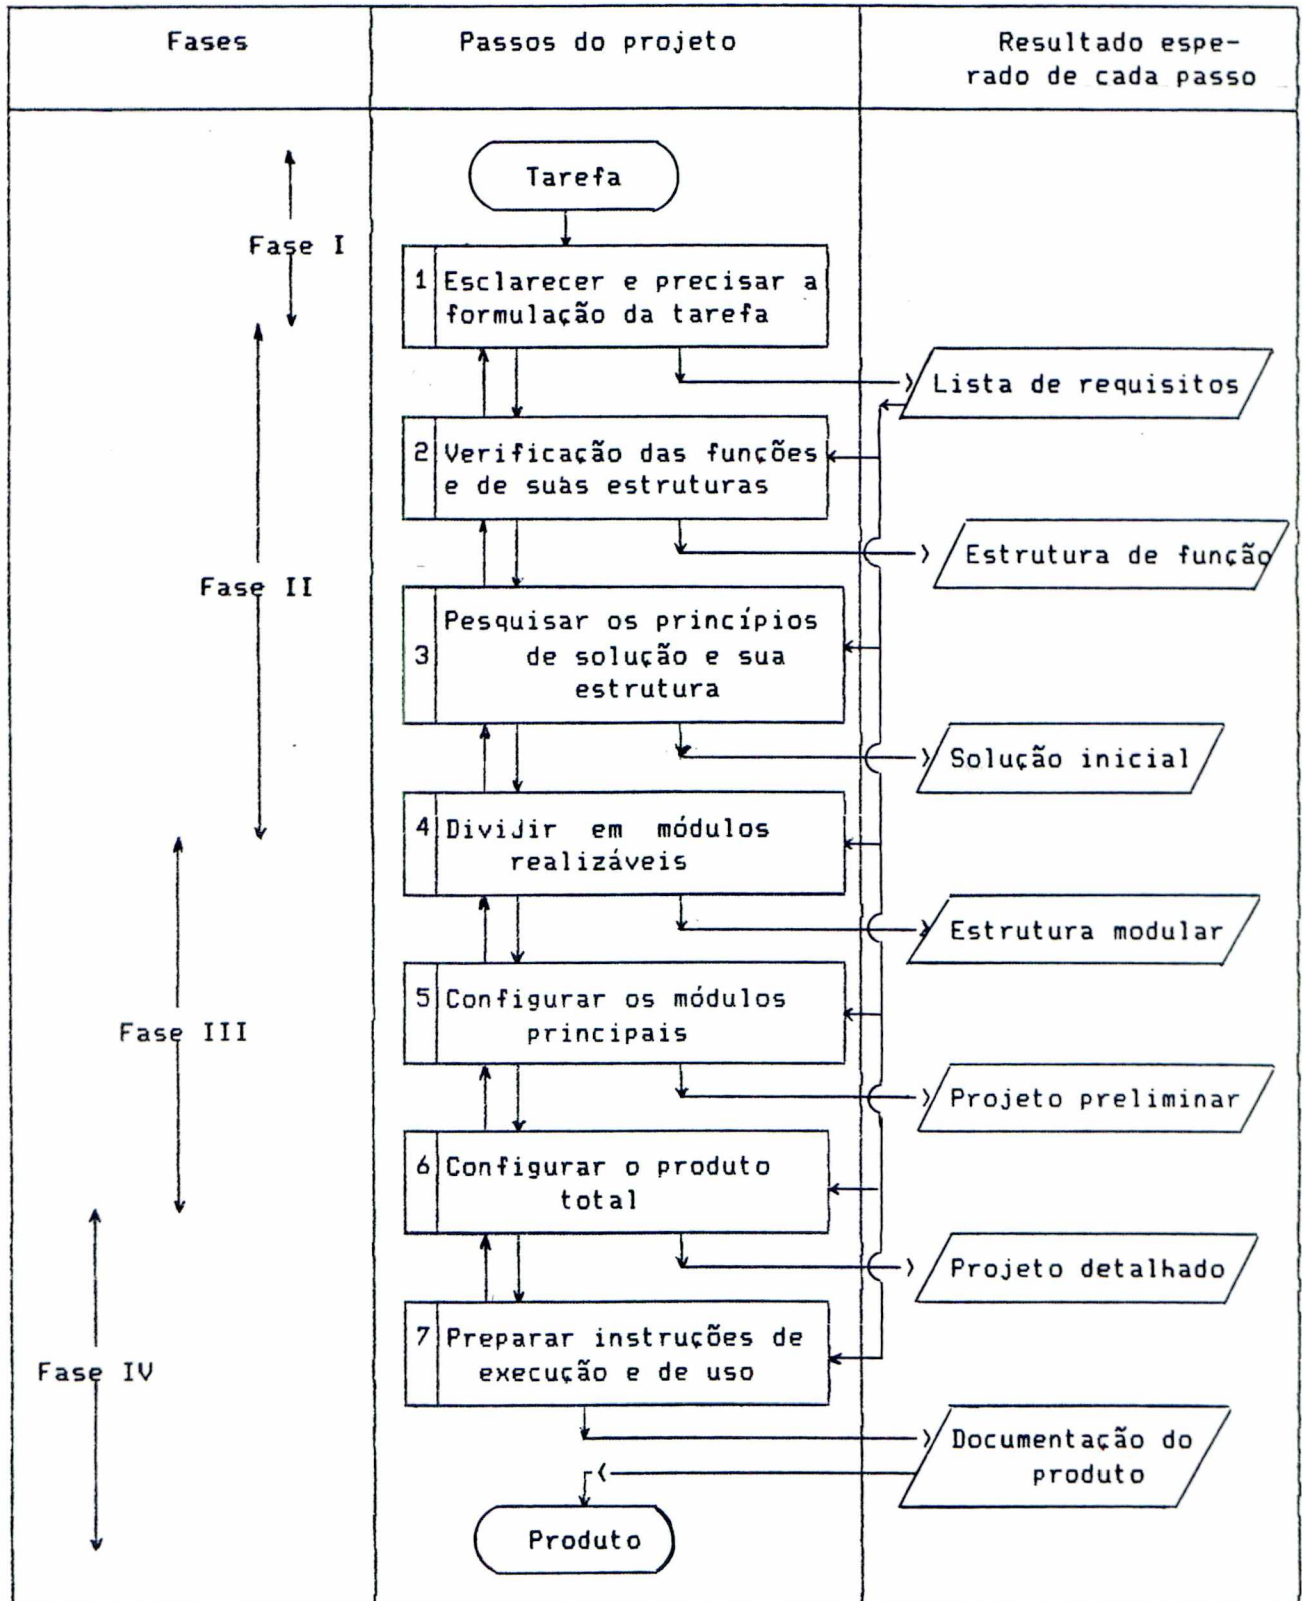 Fases
Passos do projeto
Resultado espe-
rado de cada passo
Tarefa
Fase I
1 Esclarecer e precisar a
formulação da tarefa
Lista de requisitos
2 Verificação das funções
e de suas estruturas
Estrutura de função
Fase II
Pesquisar os princípios
3 de solução e sua
estrutura
Solução inicial
4 Dividir em módulos
realizáveis
Estrutura modular
5 Configurar os módulos
principais
Fase III
Projeto preliminar
6 Configurar o produto
total
Projeto detalhado
7 Preparar instruções de
execução e de uso
Fase IV
Documentação do
produto
Produto